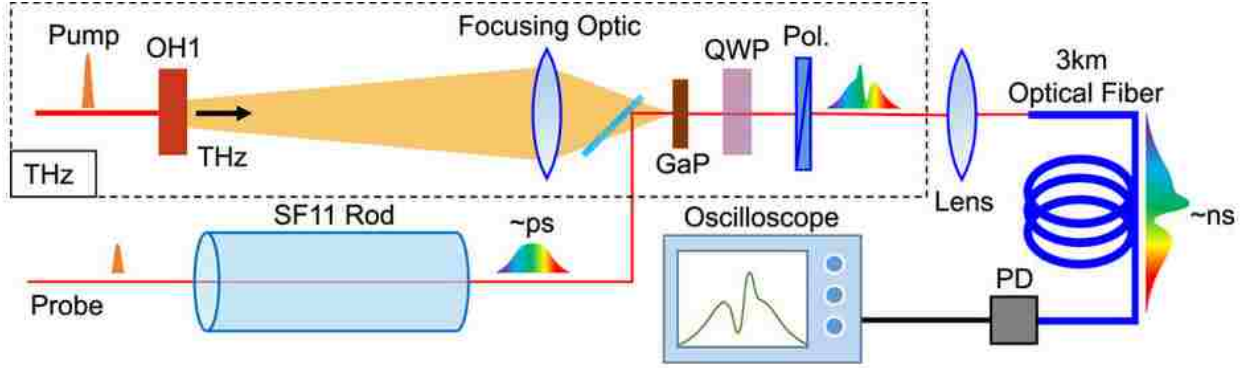 Pump
OH1
Focusing Optic
QWP
Pol.
3km
Optical Fiber
THz
GaP
THz
Lens
SF11 Rod
~ps
Oscilloscope
~ns
Probe
PD